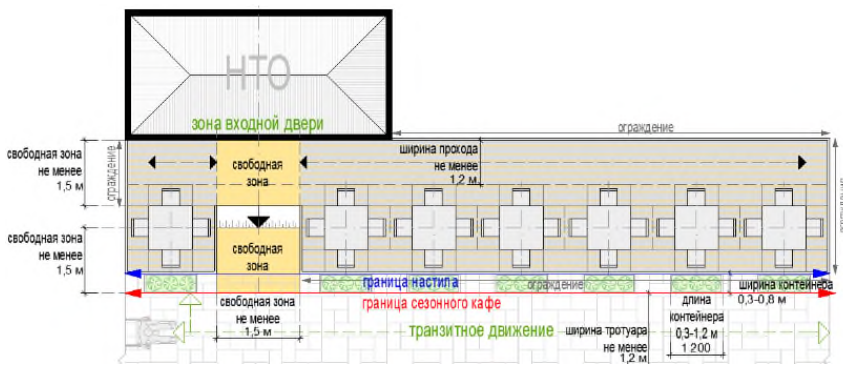 НТО
зона входной двери
ограждение
свободная зона
не менее
1,5 м
ограждение
свободная
зона
ширина прохода
не менее
1,2 м
свободная зона
не менее
1,5 м
свободная
зона
граница настила
ограждение
ширина контейнера
0,3-0,8 м
граница сезонного кафе
свободная зона
не менее
1,5 м
транзитное движение
ширина тротуара
не менее
1,2 м
длина
контейнера
0,3-1,2 м
1 200